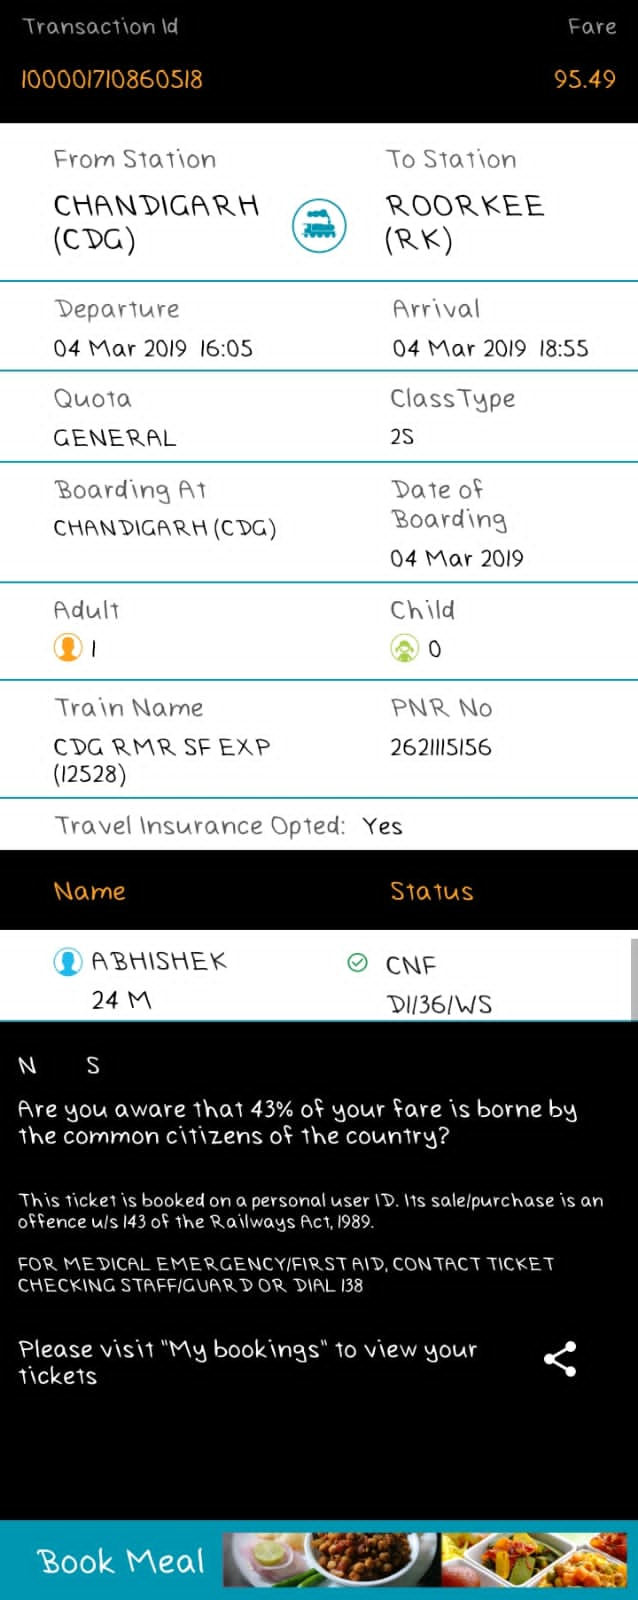 Transaction Id Fare
100001710860518 95.49
From Station To Station
CHANDIGARH ROORKEE
(CDG) (RK)
Departure Arrival
04 Mar 2019 16:05 04 Mar 2019 18:55
Quota ClassType
GENERAL 2S
Boarding At Date of
Boarding
CHANDIGARH (CDG)
04 Mar 2019
Adult Child
1 0
Train Name PNR No
CDG RMR SF EXP 2621115156
(12528)
Travel Insurance Opted: Yes
Name Status
ABHISHEK CNF
24 M D1/36/WS
N S
Are you aware that 43% of your fare is borne by
the common citizens of the country?
This ticket is booked on a personal user ID. Its sale/purchase is an
offence u/s 143 of the Railways Act, 1989.
FOR MEDICAL EMERGENCY/FIRST AID, CONTACT TICKET
CHECKING STAFF/GUARD OR DIAL 138
Please visit "My bookings" to view your
tickets
Book Meal